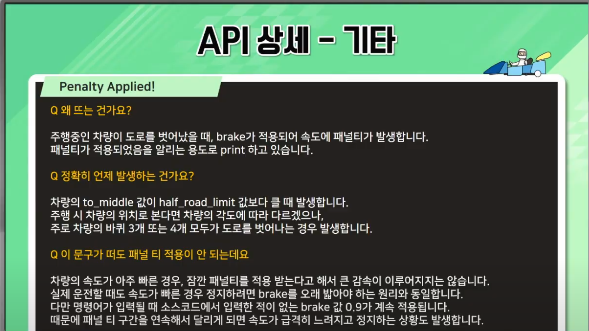 API 상세 - 기타
Penalty Applied!
Q 왜 뜨는 건가요?
주행중인 차량이 도로를 벗어났을 때, brake가 적용되어 속도에 패널티가 발생합니다.
패널티가 적용되었음을 알리는 용도로 print 하고 있습니다.
Q 정확히 언제 발생하는 건가요?
차량의 to_middle 값이 half_road_limit 값보다 클 때 발생합니다.
주행 시 차량의 위치로 본다면 차량의 각도에 따라 다르겠으나,
주로 차량의 바퀴 3개 또는 4개 모두가 도로를 벗어나는 경우 발생합니다.
Q 이 문구가 떠도 패널 티 적용이 안 되는데요
차량의 속도가 아주 빠른 경우, 잠깐 패널티를 적용 받는다고 해서 큰 감속이 이루어지지는 않습니다.
실제 운전할 때도 속도가 빠른 경우 정지하려면 brake를 오래 밟아야 하는 원리와 동일합니다.
다만 명령어가 입력될 때 소스코드에서 입력한 적이 없는 brake 값 0.9가 계속 적용됩니다.
때문에 패널 티 구간을 연속해서 달리게 되면 속도가 급격히 느려지고 정지하는 상황도 발생합니다.